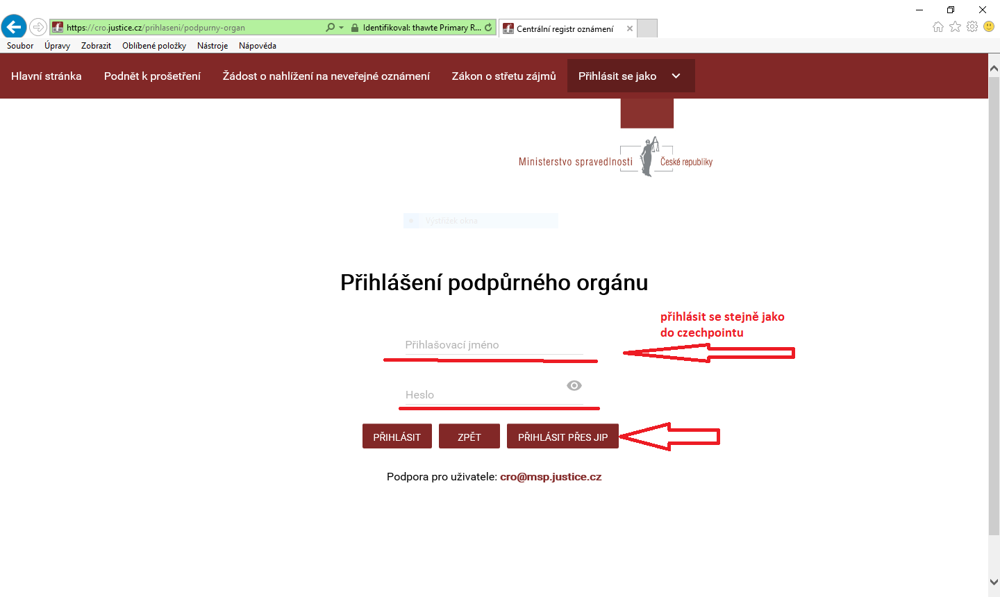 https://cro.justice.cz/prihlaseni/podpurny-organ
Identifikoval: thawte Primary R...
Centrální registr oznámení
Soubor Úpravy Zobrazit Oblíbené položky Nástroje Nápověda
Hlavní stránka Podnět k prošetření Žádost o nahlížení na neveřejné oznámení Zákon o střetu zájmů Přihlásit se jako
Ministerstvo spravedlnosti České republiky
Výstřižek okna
Přihlášení podpůrného orgánu
přihlásit se stejně jako
do czechpointu
Přihlašovací jméno
Heslo
PŘIHLÁSIT ZPĚT PŘIHLÁSIT PŘES JIP
Podpora pro uživatele: cro@msp.justice.cz